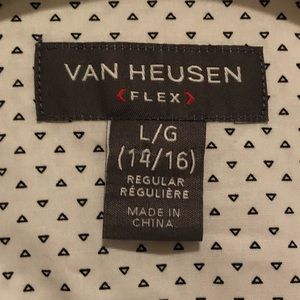 VAN HEUSEN
<FLEX>
L/G
(14/16)
REGULAR
RÉGULIÈRE
MADE IN
CHINA